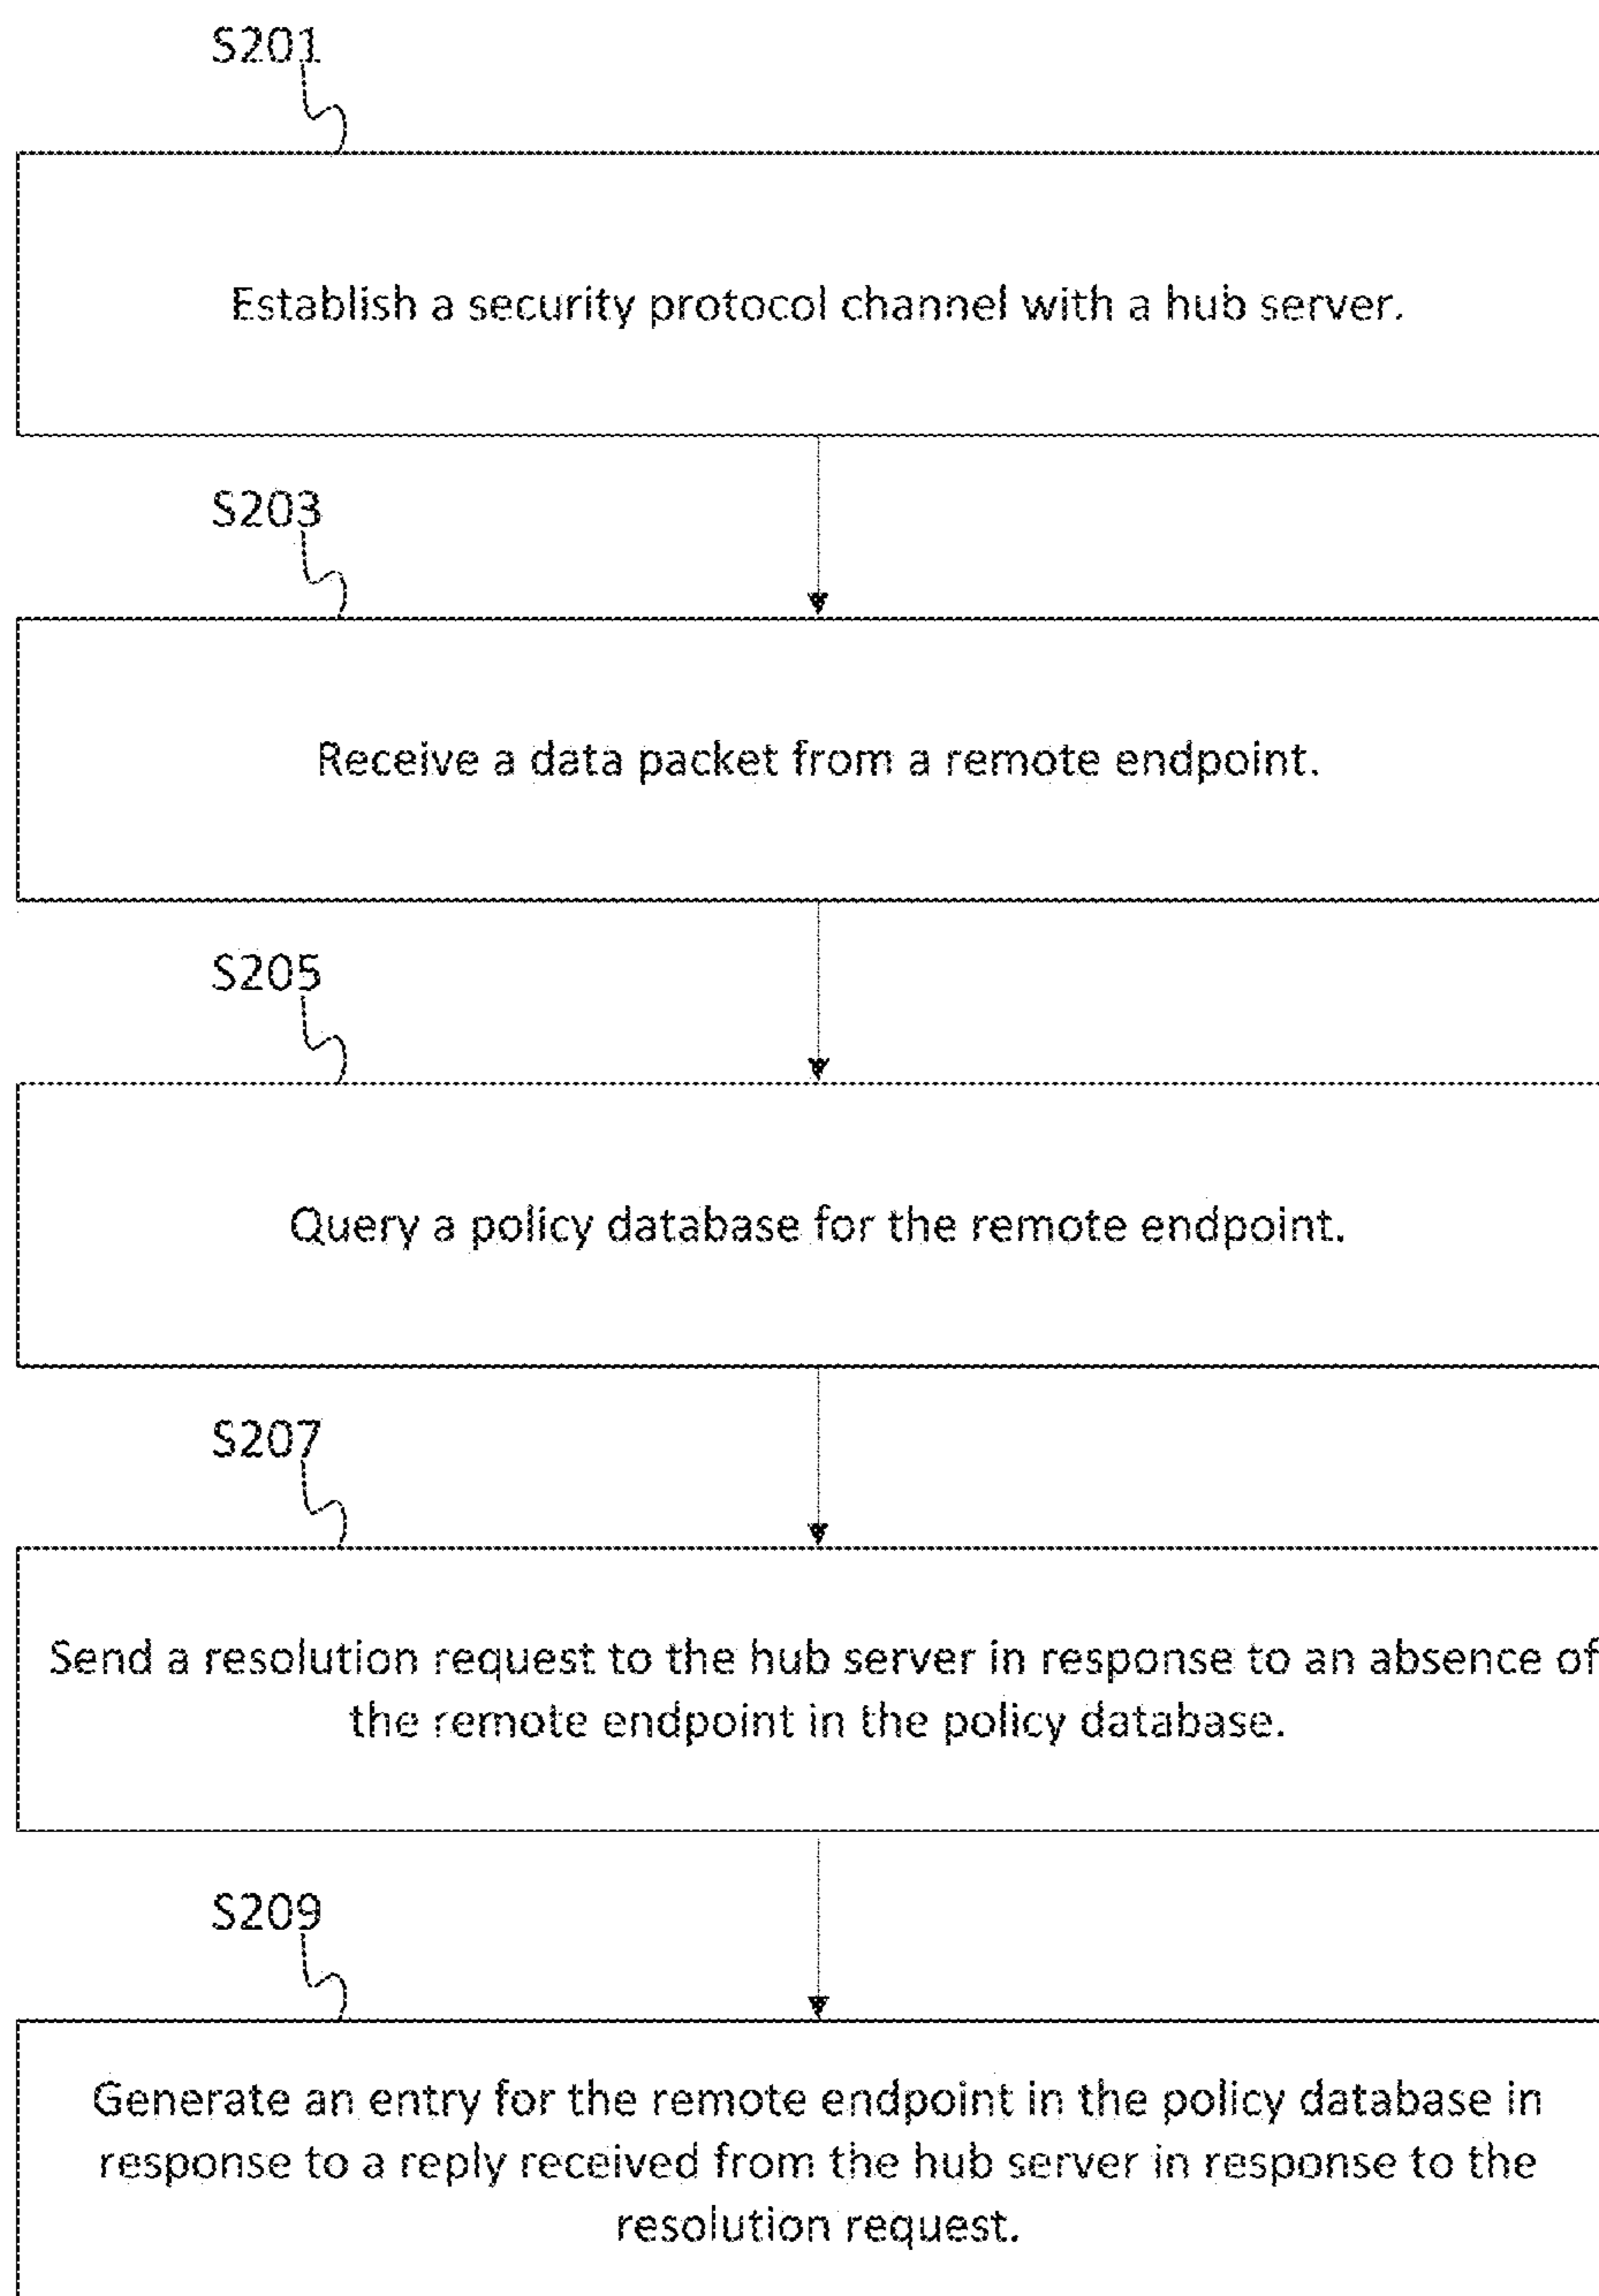 S201
Establish a security protocol channel with a hub server.
S203
Receive a data packet from a remote endpoint.
S205
Query a policy database for the remote endpoint.
S207
Send a resolution request to the hub server in response to an absence of
the remote endpoint in the policy database.
S209
Generate an entry for the remote endpoint in the policy database in
response to a reply received from the hub server in response to the
resolution request.